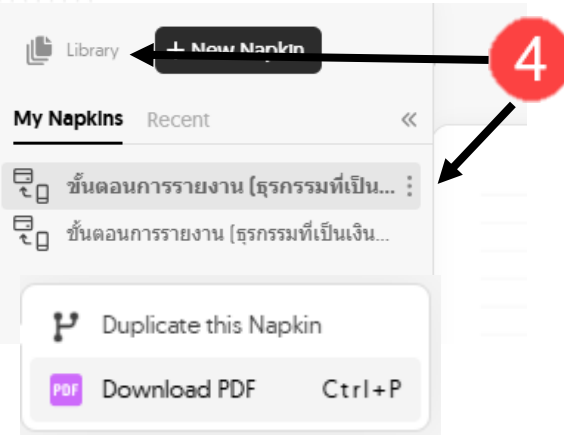 Library
+ New Napkin
4
My Napkins
Recent
«
ขั้นตอนการรายงาน (ธุรกรรมที่เป็น...
ขั้นตอนการรายงาน (ธุรกรรมที่เป็นเงิน...
Duplicate this Napkin
PDF Download PDF Ctrl+P